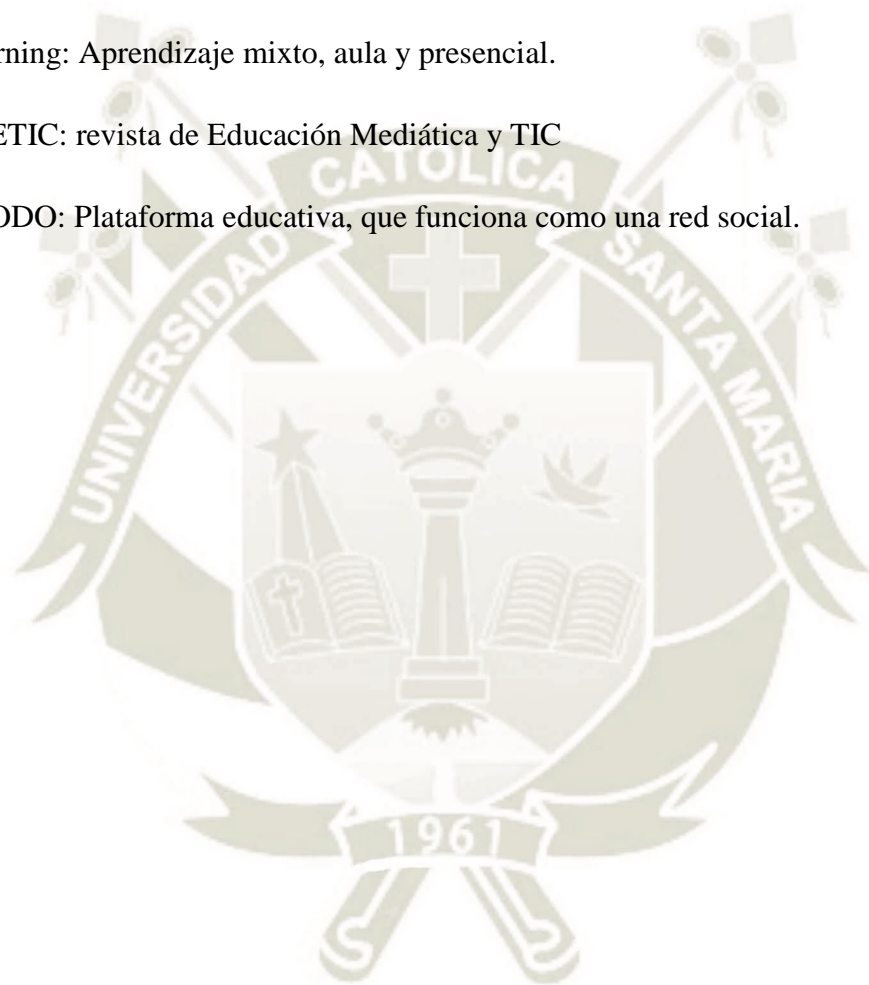 rning: Aprendizaje mixto, aula y presencial.
ETIC: revista de Educación Mediática y TIC
ODO: Plataforma educativa, que funciona como una red social.
UNIVERSIDAD CATOLICA SANTA MARIA
1961